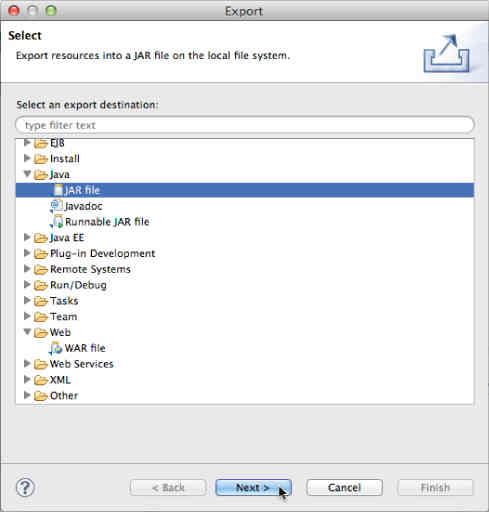 Export
Select
Export resources into a JAR file on the local file system.
Select an export destination:
type filter text
EJB
Install
Java
JAR file
Javadoc
Runnable JAR file
Java EE
Plug-in Development
Remote Systems
Run/Debug
Tasks
Team
Web
WAR file
Web Services
XML
Other
? < Back Next > Cancel Finish